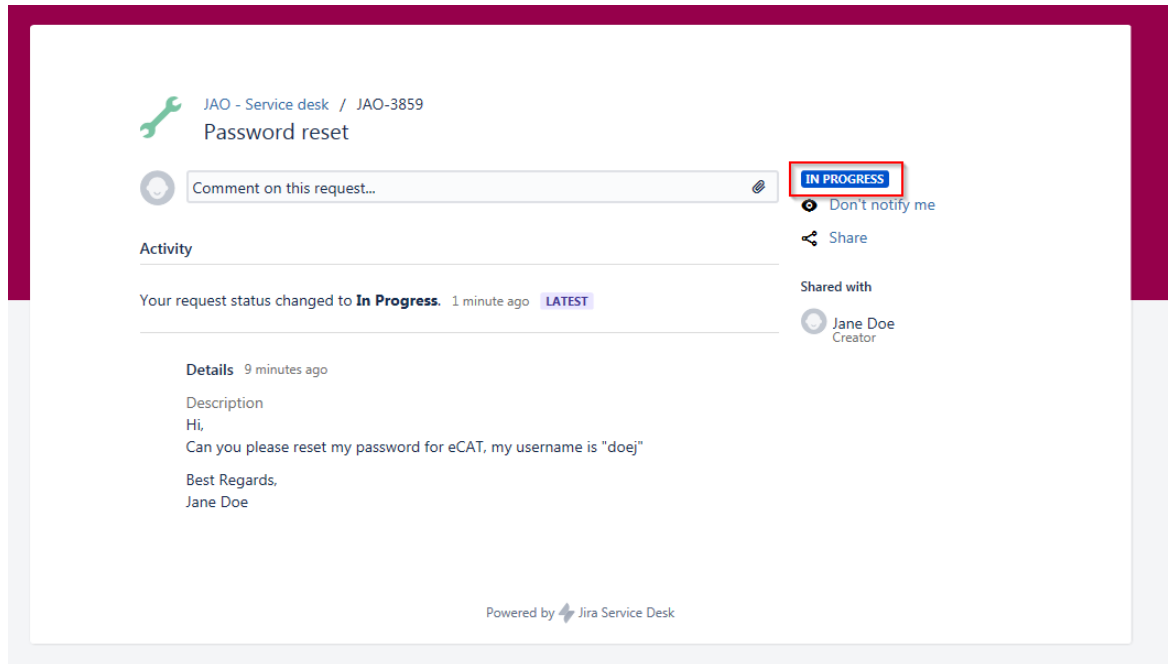 JAO - Service desk / JAO-3859
Password reset
Comment on this request...
IN PROGRESS
Don't notify me
Share
Activity
Your request status changed to In Progress. 1 minute ago LATEST
Shared with
Jane Doe
Creator
Details 9 minutes ago
Description
Hi,
Can you please reset my password for eCAT, my username is "doej"
Best Regards,
Jane Doe
Powered by Jira Service Desk